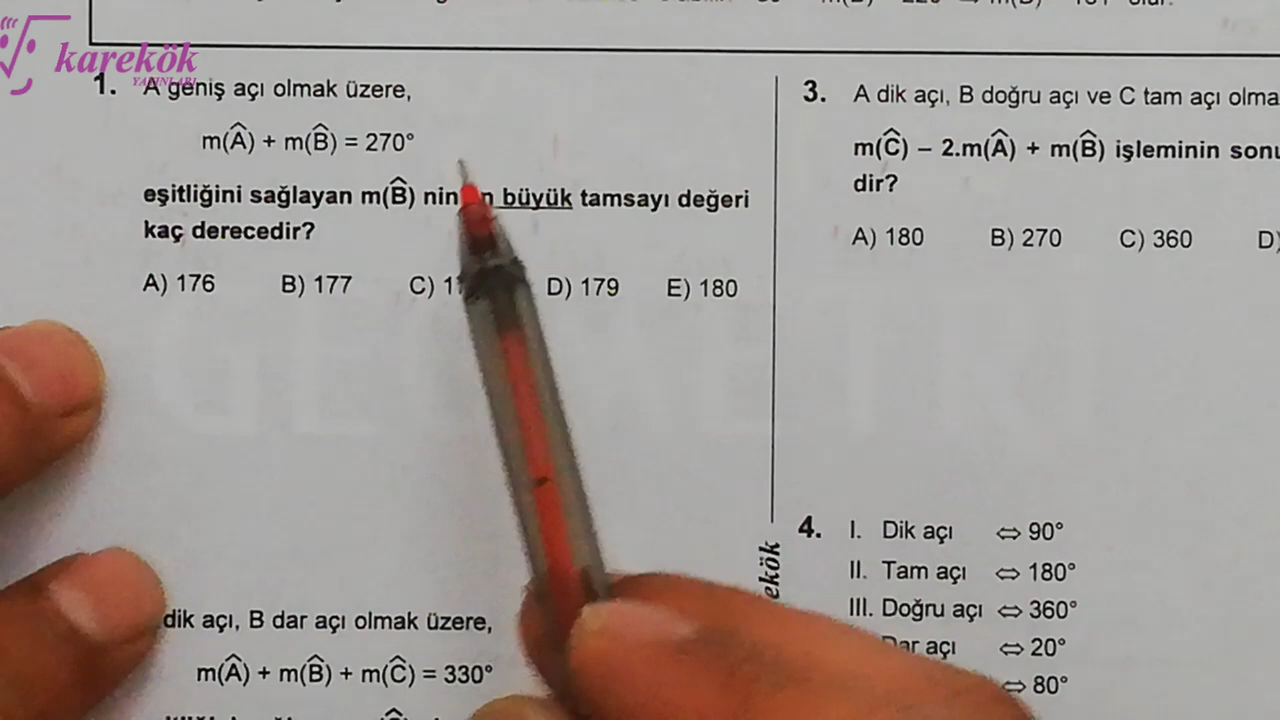 karekök
YAYINLARI
1. A geniş açı olmak üzere,
m(Â) + m(B̂) = 270°
eşitliğini sağlayan m(B̂) nin büyük tamsayı değeri
kaç derecedir?
A) 176 B) 177 C) D) 179 E) 180
dik açı, B dar açı olmak üzere,
m(Â) + m(B̂) + m(Ĉ) = 330°
3. A dik açı, B doğru açı ve C tam açı
m(Ĉ) – 2.m(Â) + m(B̂) işleminin
dir?
A) 180 B) 270 C) 360 D)
4. I. Dik açı ⇔ 90°
II. Tam açı ⇔ 180°
III. Doğru açı ⇔ 360°
Dar açı ⇔ 20°
⇔ 80°